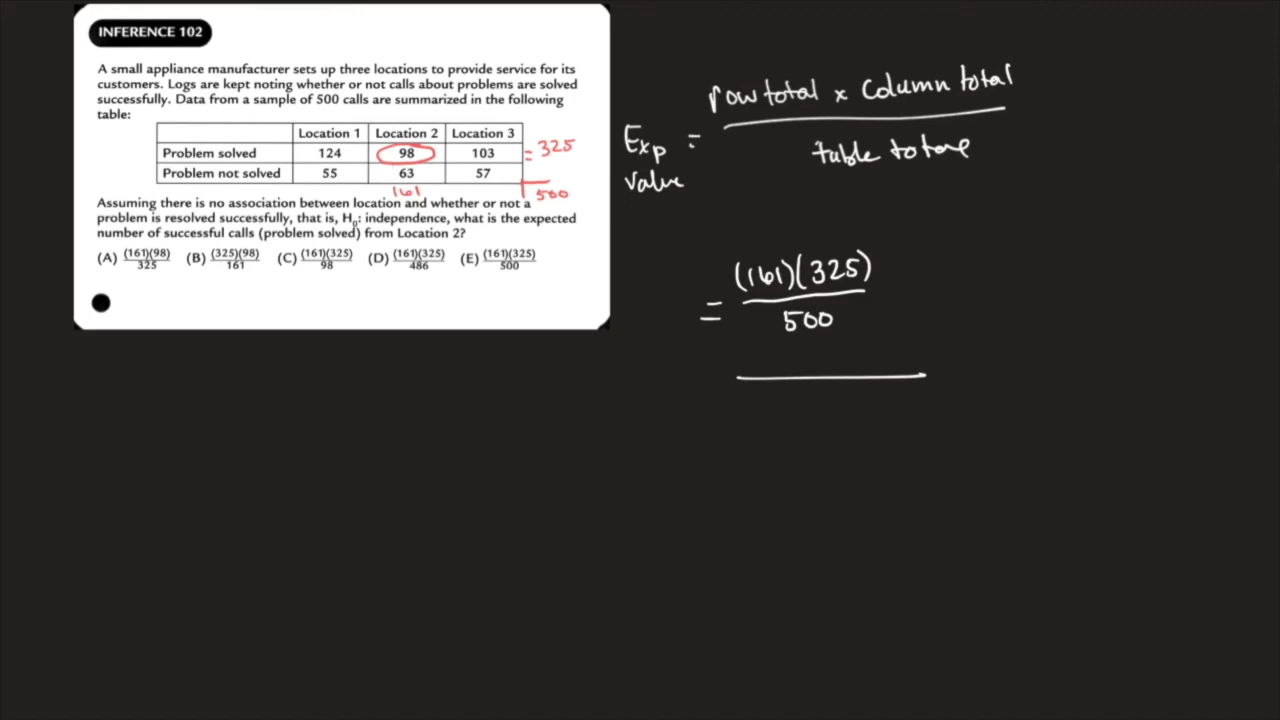 INFERENCE 102
A small appliance manufacturer sets up three locations to provide service for its
customers. Logs are kept noting whether or not calls about problems are solved
successfully. Data from a sample of 500 calls are summarized in the following
table:
Location 1 Location 2 Location 3
Problem solved 124 98 103 = 325
Problem not solved 55 63 57
161 500
Assuming there is no association between location and whether or not a
problem is resolved successfully, that is, H₀: independence, what is the expected
number of successful calls (problem solved) from Location 2?
(A) (161)(98)/325 (B) (325)(98)/161 (C) (161)(325)/98 (D) (161)(325)/486 (E) (161)(325)/500
Exp value = row total x column total / table total
= (161)(325) / 500